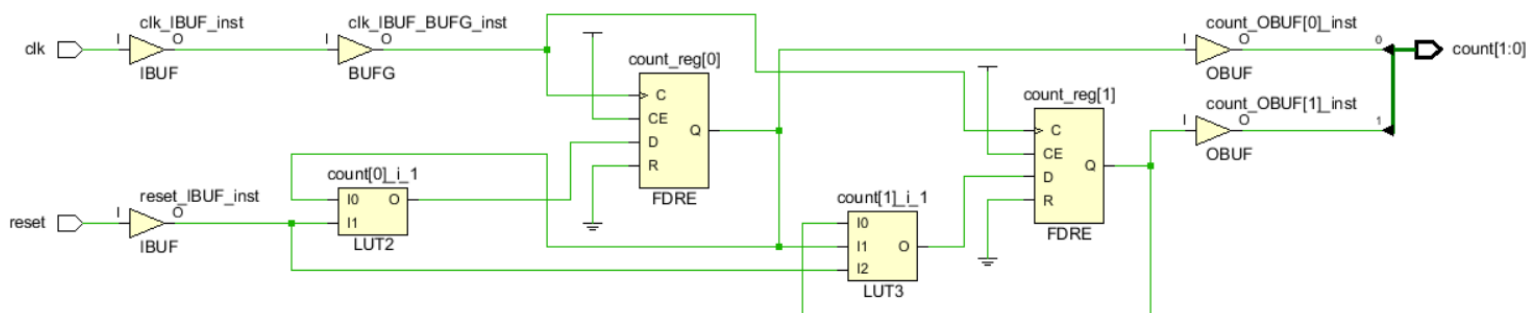 clk
I
clk_IBUF_inst
O
IBUF
I
clk_IBUF_BUFG_inst
O
BUFG
count_reg[0]
C
CE
D
R
Q
FDRE
count_reg[1]
C
CE
D
R
Q
FDRE
I
count_OBUF[0]_inst
O
OBUF
0
count[1:0]
I
count_OBUF[1]_inst
O
OBUF
1
reset
I
reset_IBUF_inst
O
IBUF
count[0]_i_1
I0
I1
O
LUT2
count[1]_i_1
I0
I1
I2
O
LUT3